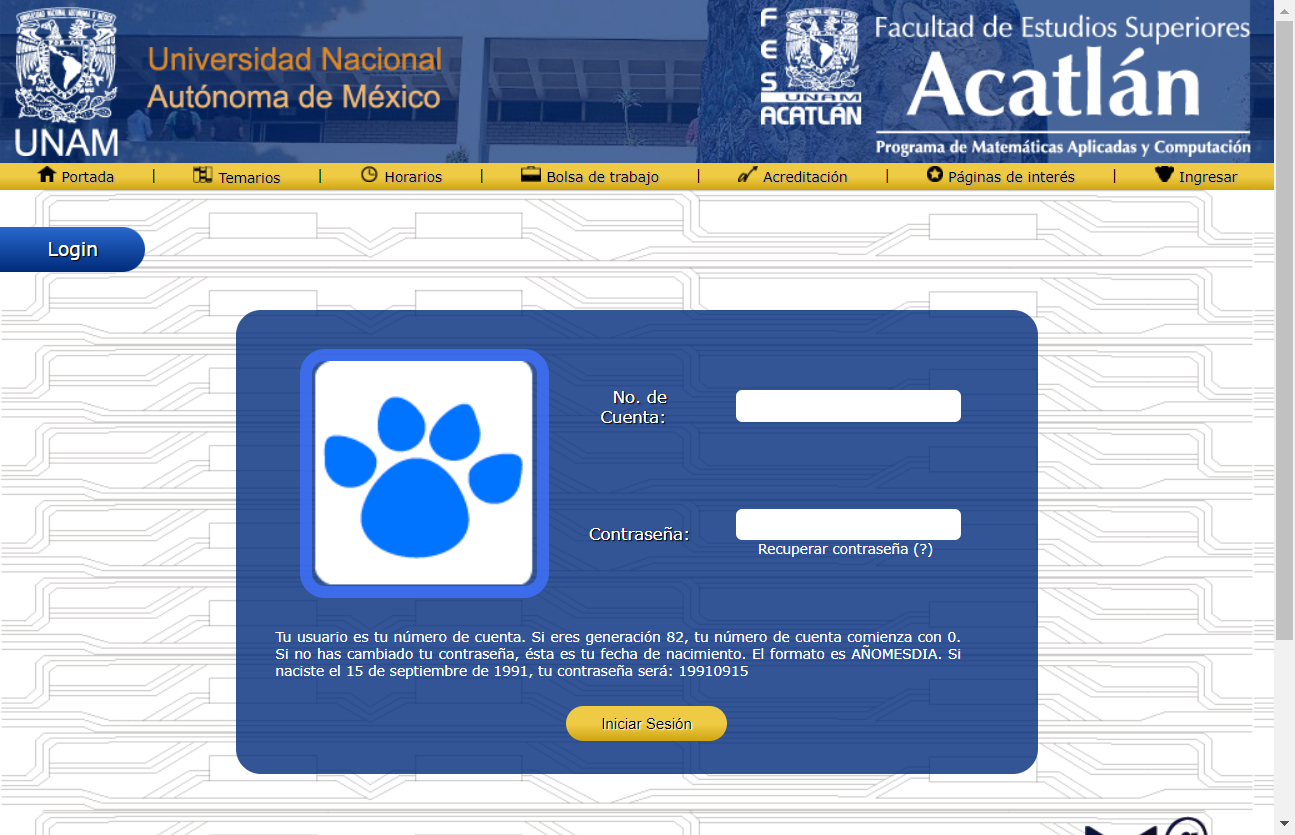 UNAM
Universidad Nacional
Autónoma de México
FES
UNAM
ACATLÁN
Facultad de Estudios Superiores
Acatlán
Programa de Matemáticas Aplicadas y Computación
Portada | Temarios | Horarios | Bolsa de trabajo | Acreditación | Páginas de interés | Ingresar
Login
No. de
Cuenta:
Contraseña:
Recuperar contraseña (?)
Tu usuario es tu número de cuenta. Si eres generación 82, tu número de cuenta comienza con 0.
Si no has cambiado tu contraseña, ésta es tu fecha de nacimiento. El formato es AÑOMESDIA. Si
naciste el 15 de septiembre de 1991, tu contraseña será: 19910915
Iniciar Sesión